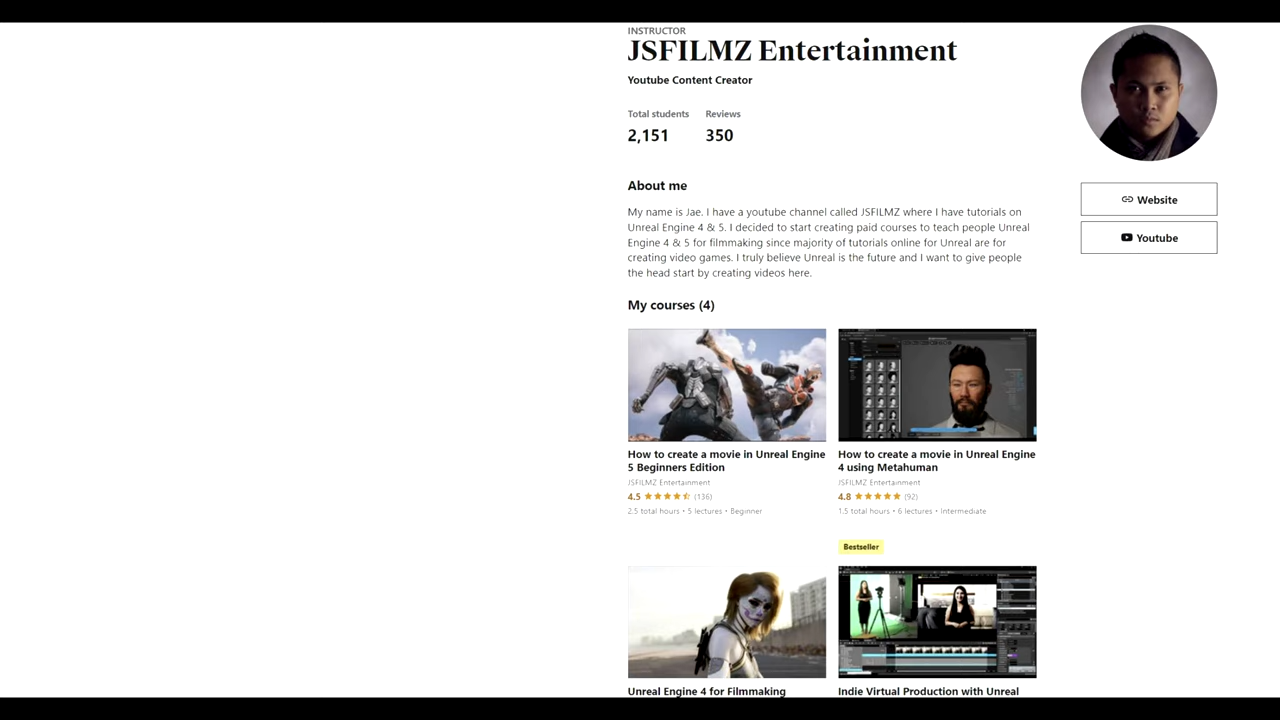 INSTRUCTOR
JSFILMZ Entertainment
Youtube Content Creator
Total students Reviews
2,151 350
About me
My name is Jae. I have a youtube channel called JSFILMZ where I have tutorials on
Unreal Engine 4 & 5. I decided to start creating paid courses to teach people Unreal
Engine 4 & 5 for filmmaking since majority of tutorials online for Unreal are for
creating video games. I truly believe Unreal is the future and I want to give people
the head start by creating videos here.
Website
Youtube
My courses (4)
How to create a movie in Unreal Engine
5 Beginners Edition
JSFILMZ Entertainment
4.5 (136)
2.5 total hours • 5 lectures • Beginner
How to create a movie in Unreal Engine
4 using Metahuman
JSFILMZ Entertainment
4.8 (92)
1.5 total hours • 6 lectures • Intermediate
Bestseller
Unreal Engine 4 for Filmmaking
Indie Virtual Production with Unreal